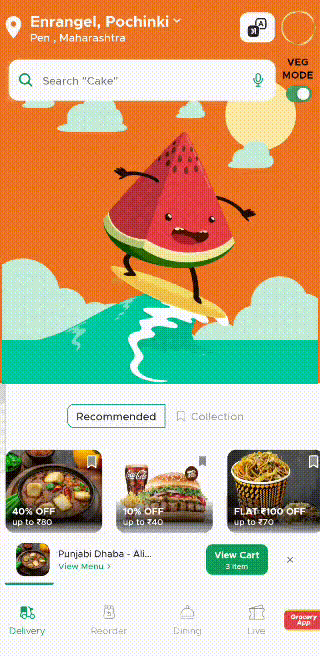 Enrangel, Pochinki
Pen , Maharashtra
A
Search "Cake"
VEG
MODE
Recommended
Collection
40% OFF
up to ₹80
10% OFF
up to ₹40
FLAT ₹100 OFF
up to ₹70
Punjabi Dhaba - Ali...
View Menu
View Cart
3 item
Delivery
Reorder
Dining
Live
Grocery
App